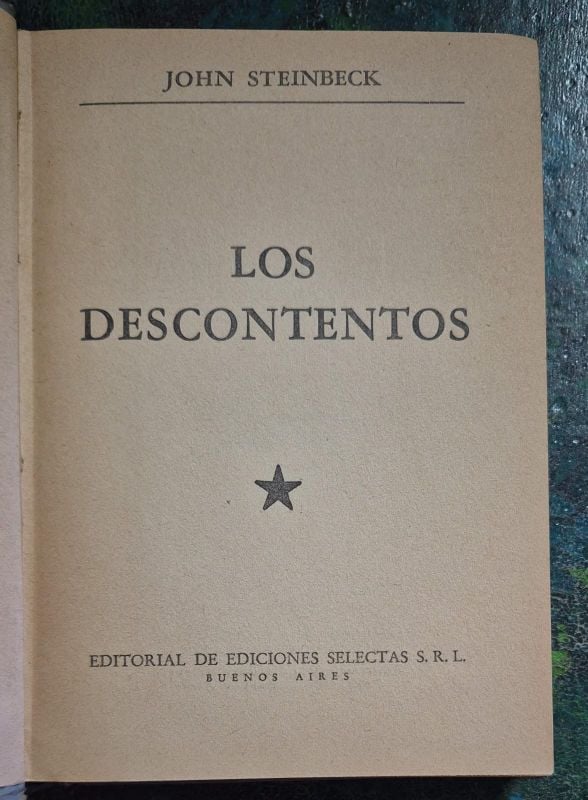 JOHN STEINBECK
LOS
DESCONTENTOS
EDITORIAL DE EDICIONES SELECTAS S. R. L.
BUENOS AIRES